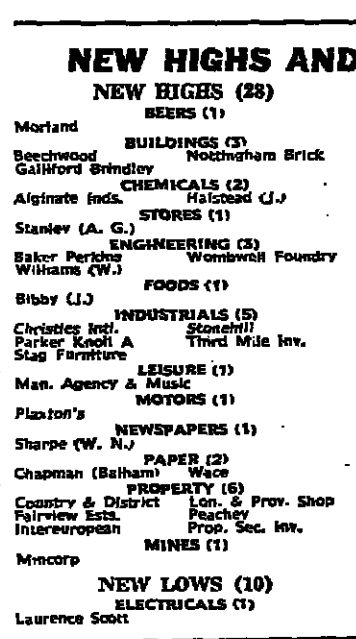 NEW HIGHS AND
NEW HIGHS (28)
BEERS (1)
Morland
BUILDINGS (3)
Beechwood Nottingham Brick
Galliford Brindley
CHEMICALS (2)
Alginate Inds. Halstead (J.)
STORES (1)
Stanley (A. G.)
ENGINEERING (3)
Baker Perkins Wombwell Foundry
Williams (W.)
FOODS (1)
Bibby (J.)
INDUSTRIALS (5)
Christies Intl. Stonehill
Parker Knoll A Third Mile Inv.
Stag Furniture
LEISURE (1)
Man. Agency & Music
MOTORS (1)
Plaxton's
NEWSPAPERS (1)
Sharpe (W. N.)
PAPER (2)
Chapman (Balham) Wace
PROPERTY (6)
Country & District Lon. & Prov. Shop
Fairview Ests. Peachey
Intereuropean Prop. Sec. Inv.
MINES (1)
Mincorp
NEW LOWS (10)
ELECTRICALS (1)
Laurence Scott